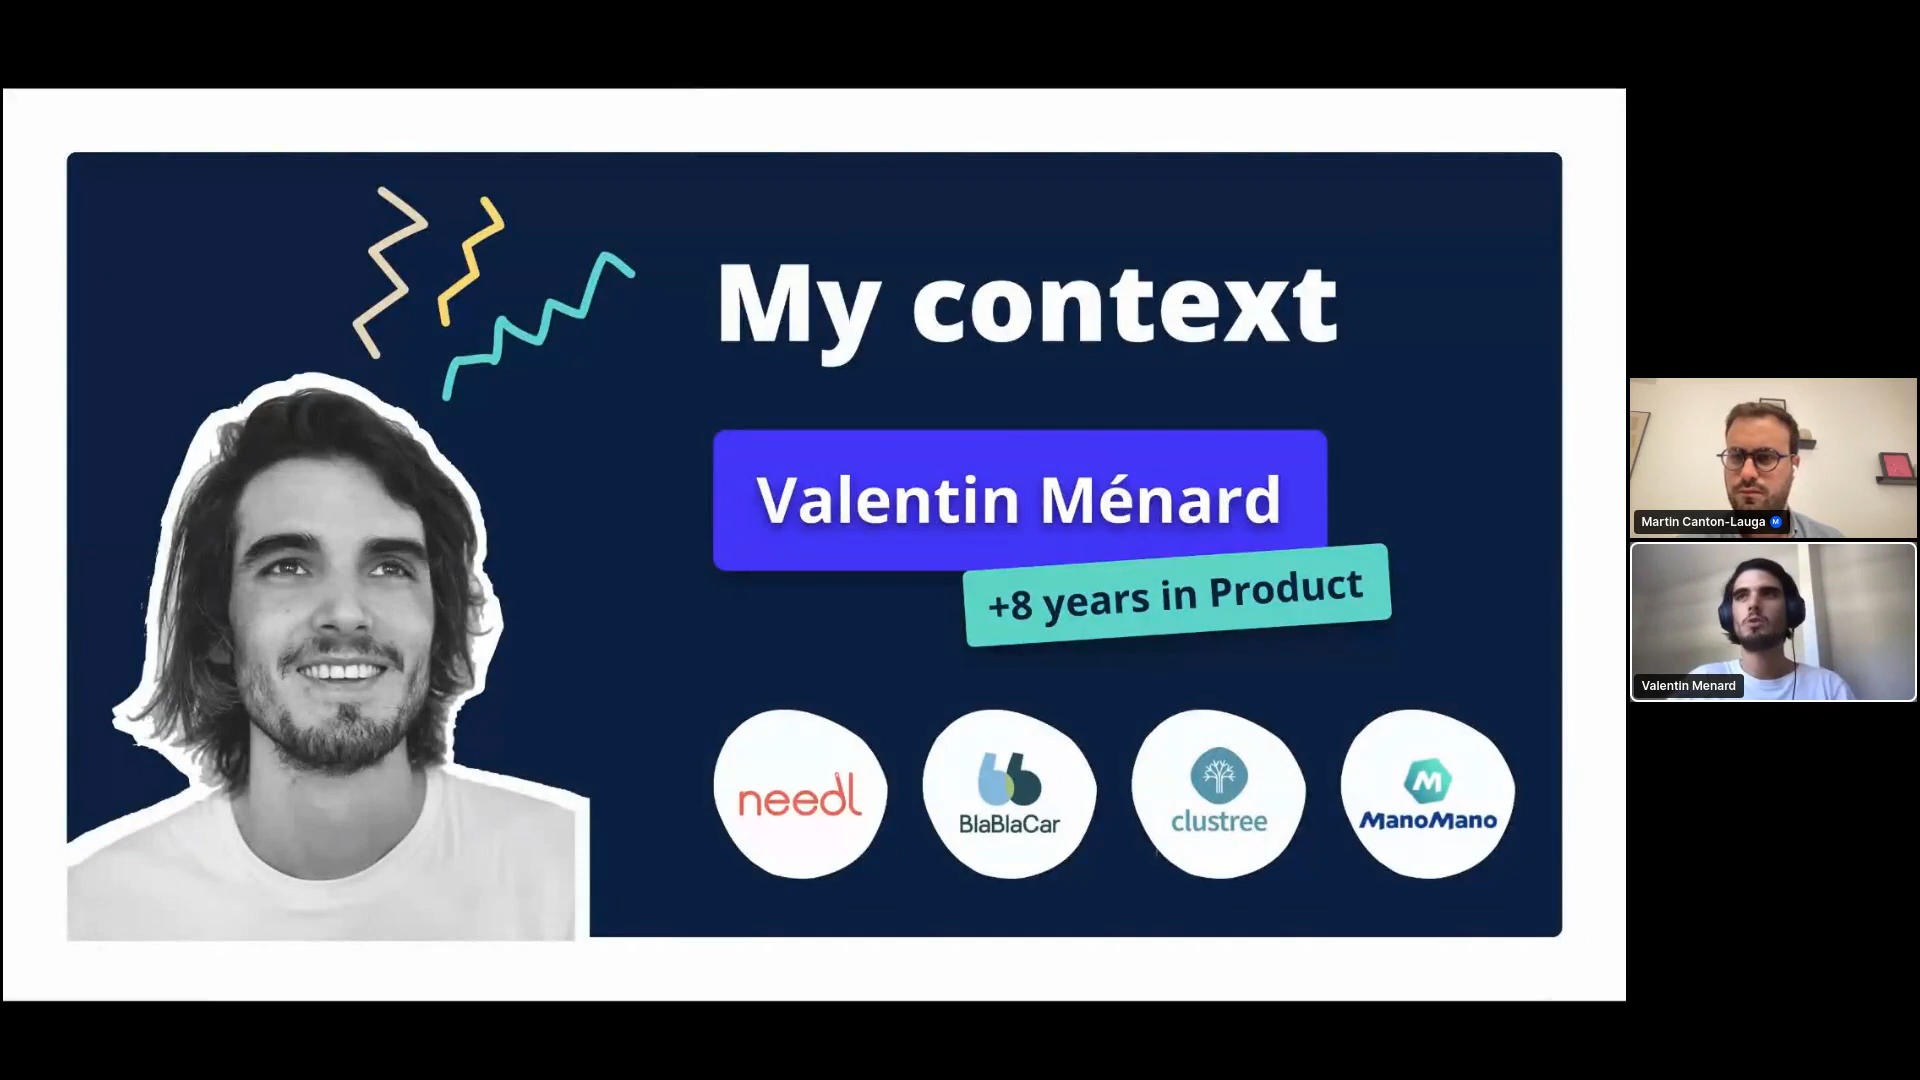 My context
Valentin Ménard
+8 years in Product
needl
BlaBlaCar
clustree
M
ManoMano
Martin Canton-Lauga M
Valentin Menard